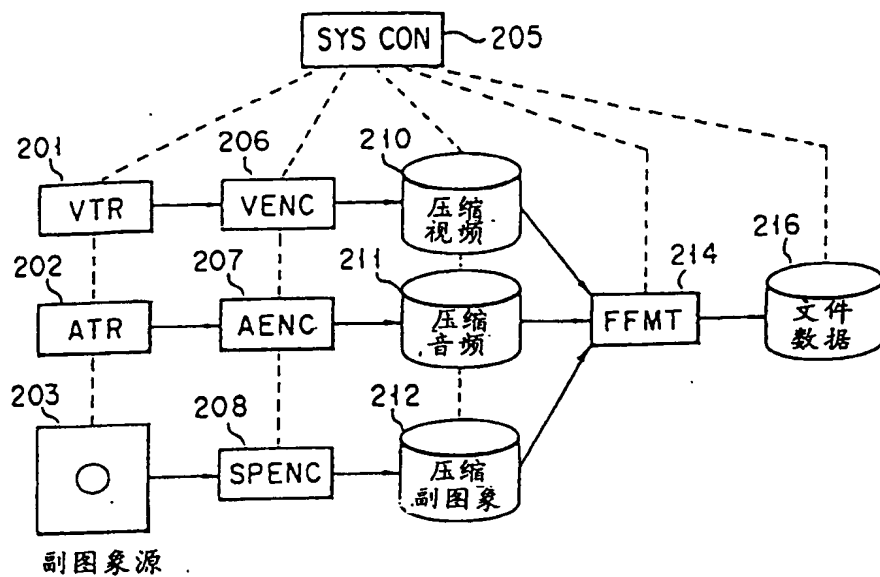 SYS CON
205
201
206
210
VTR
VENC
压缩
视频
202
207
211
214
216
ATR
AENC
压缩
音频
FFMT
文件
数据
203
208
212
SPENC
压缩
副图象
副图象源